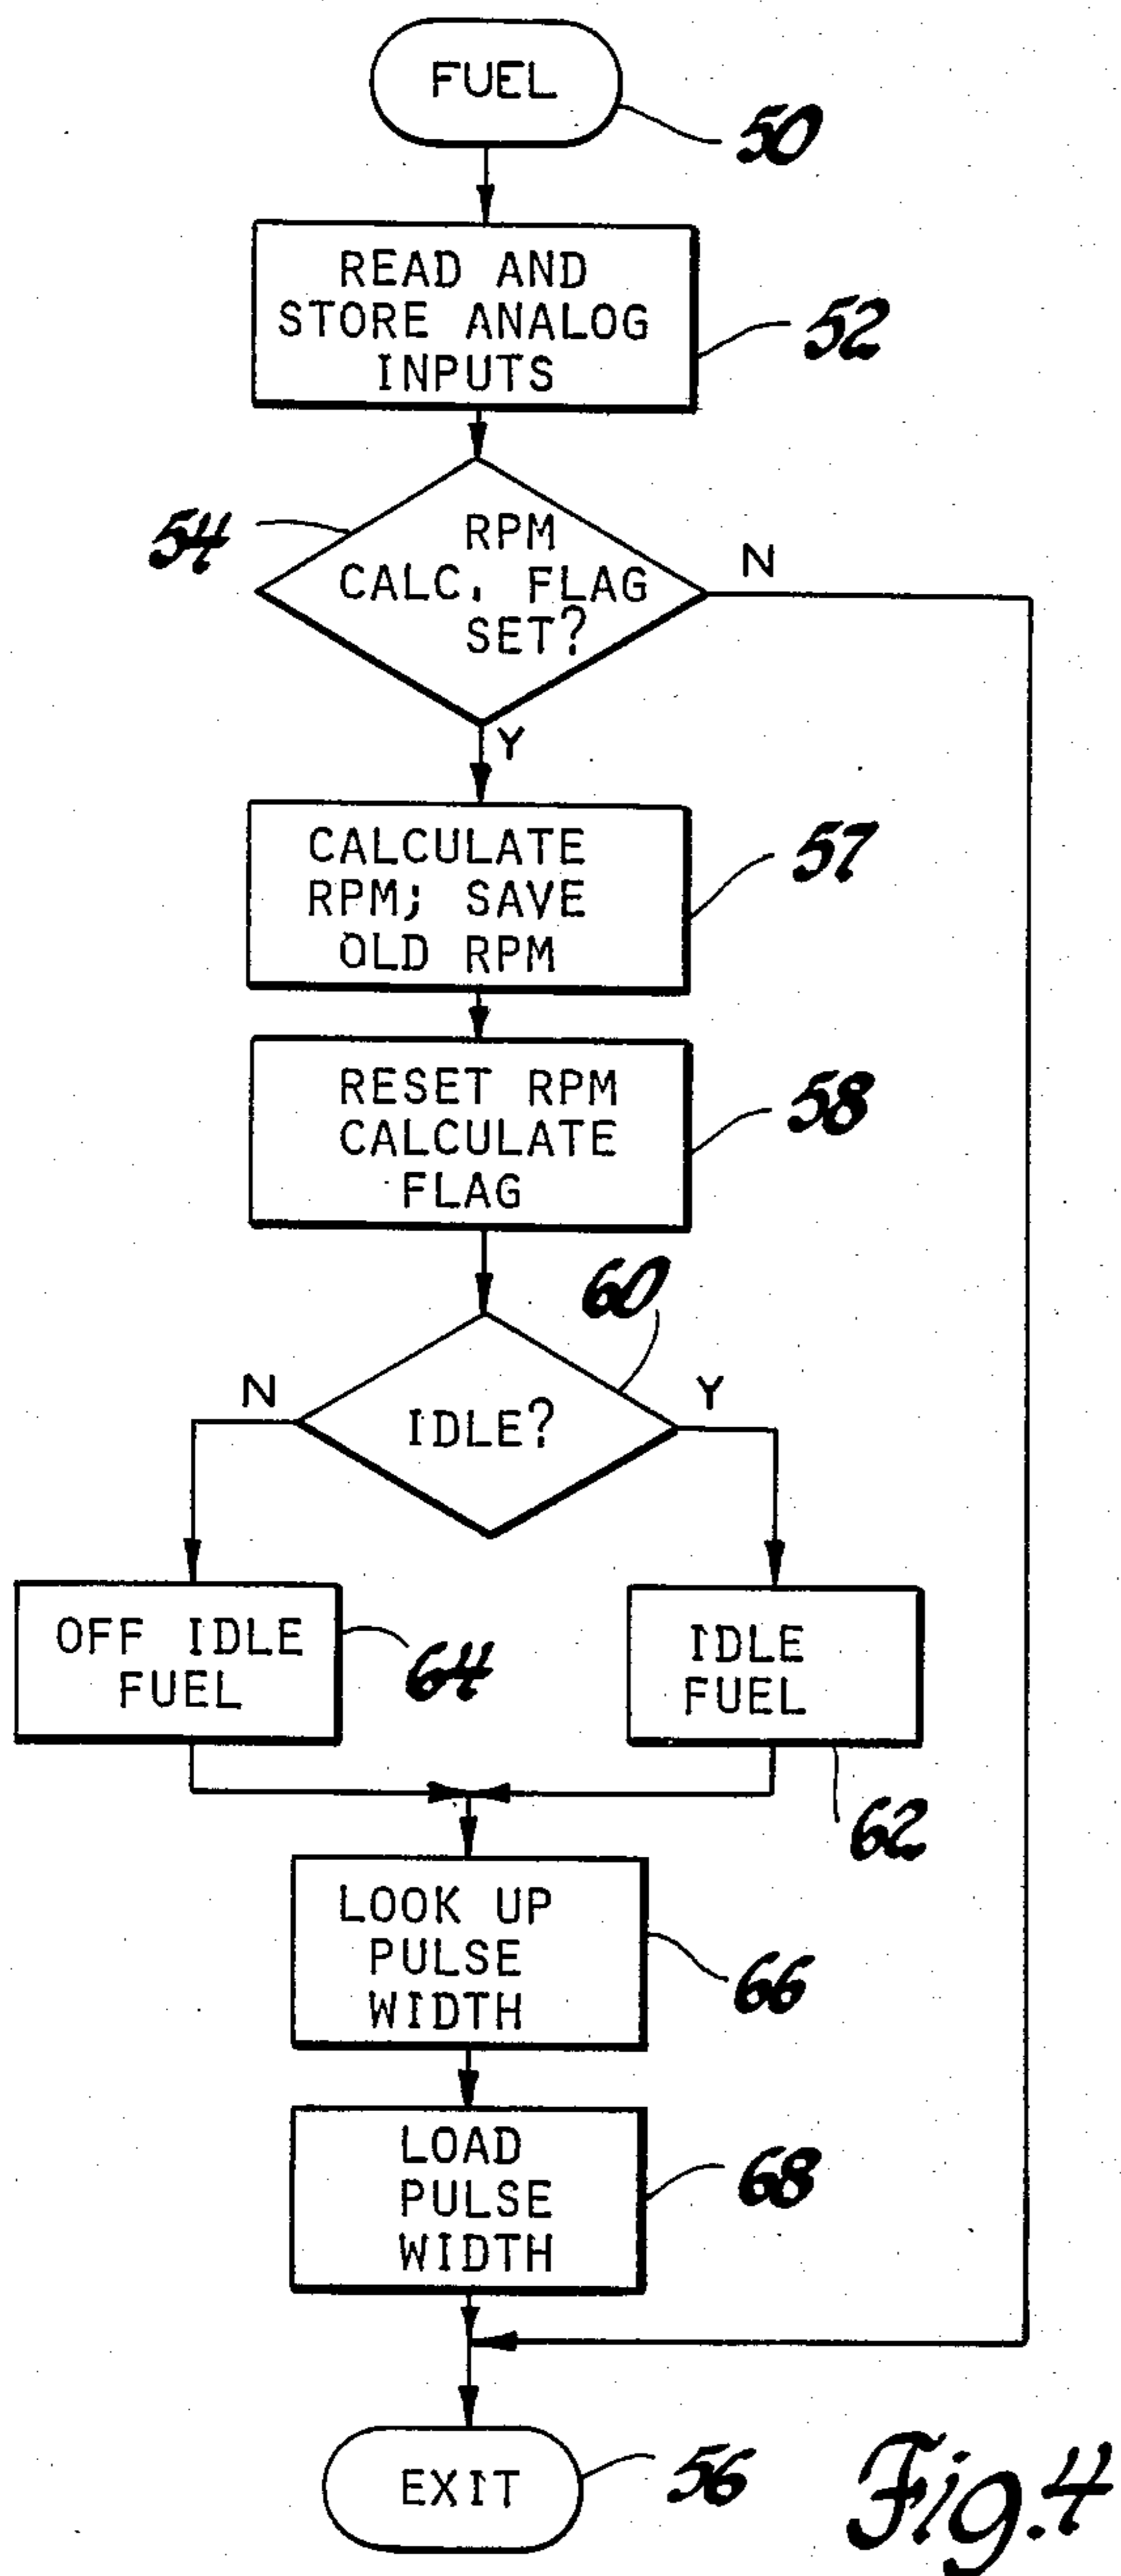 FUEL
50
READ AND
STORE ANALOG
INPUTS
52
54
RPM
CALC. FLAG
SET?
N
Y
CALCULATE
RPM; SAVE
OLD RPM
57
RESET RPM
CALCULATE
FLAG
58
60
N
IDLE?
Y
OFF IDLE
FUEL
64
IDLE
FUEL
62
LOOK UP
PULSE
WIDTH
66
LOAD
PULSE
WIDTH
68
EXIT
56
Fig.4